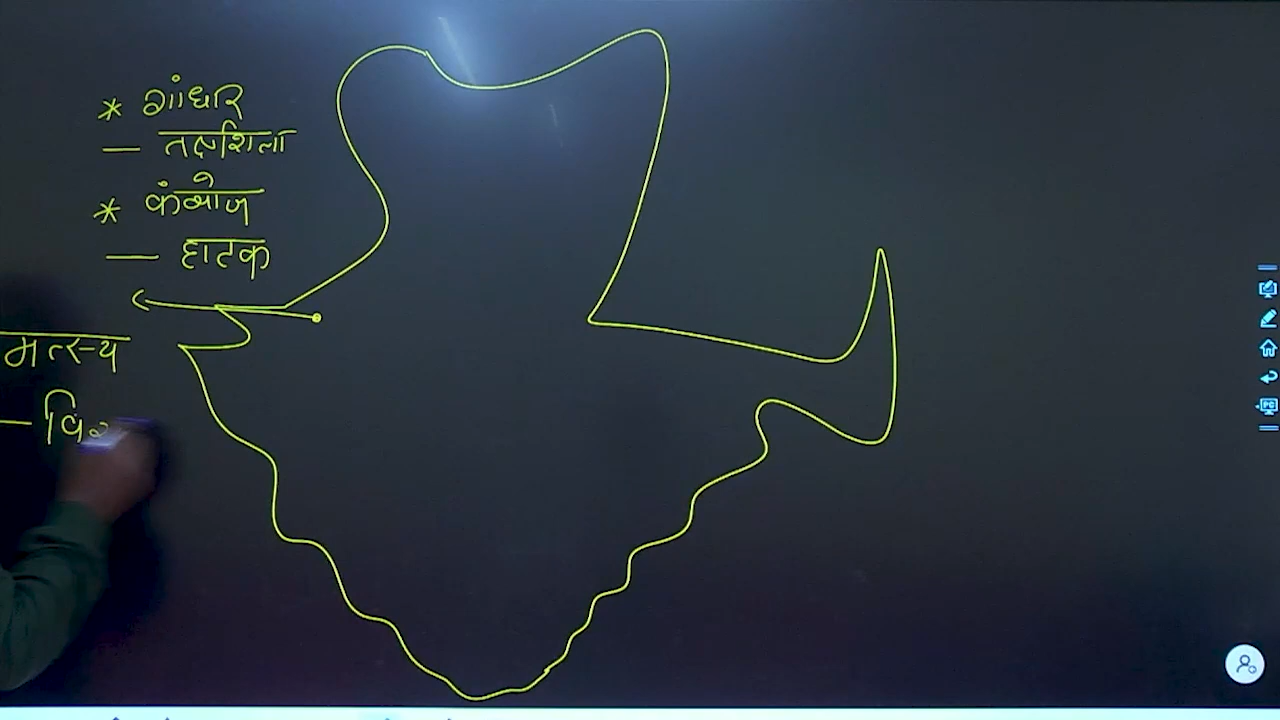 * गांधार
— तक्षशिला
* कंबोज
— हाटक
मत्स्य
— वि